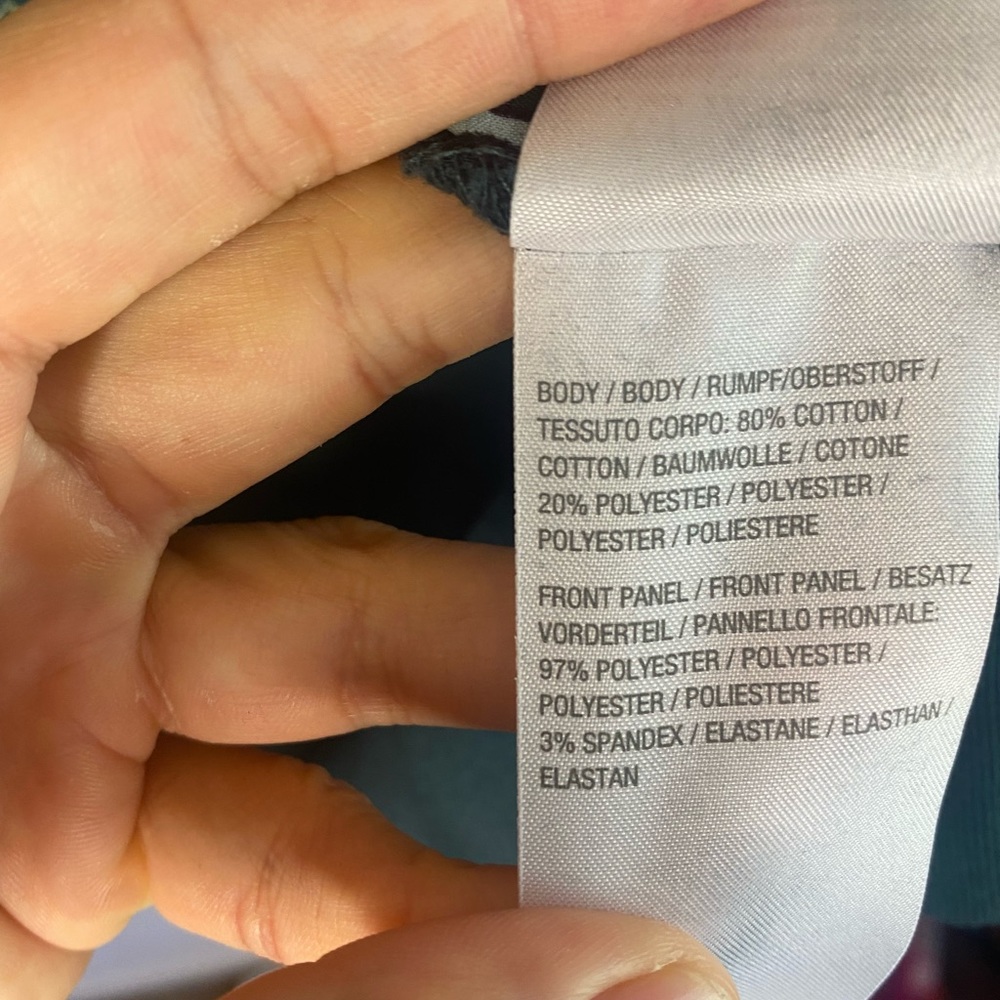 BODY / BODY / RUMPF/OBERSTOFF /
TESSUTO CORPO: 80% COTTON /
COTTON / BAUMWOLLE / COTONE
20% POLYESTER / POLYESTER /
POLYESTER / POLIESTERE
FRONT PANEL / FRONT PANEL / BESATZ
VORDERTEIL / PANNELLO FRONTALE:
97% POLYESTER / POLYESTER /
POLYESTER / POLIESTERE
3% SPANDEX / ELASTANE / ELASTHAN /
ELASTAN